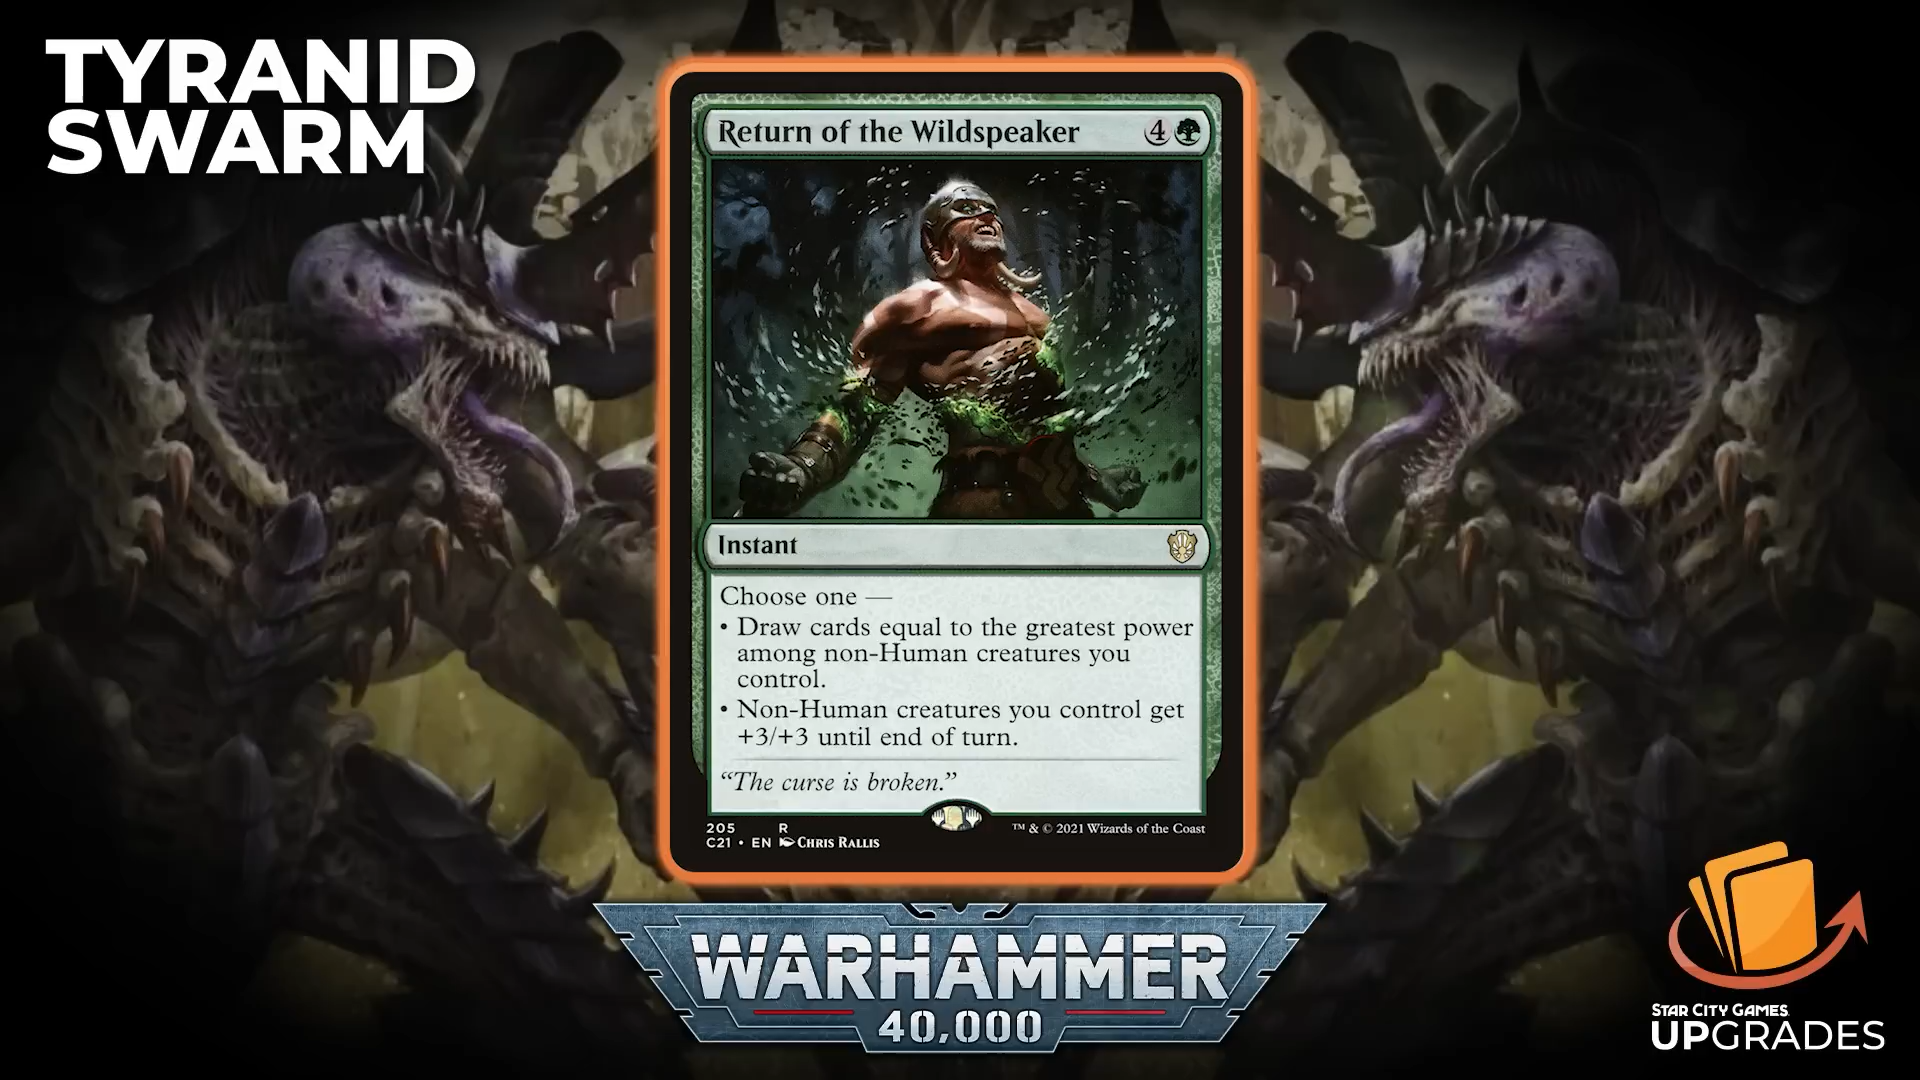 TYRANID
SWARM
Return of the Wildspeaker 4
Instant
Choose one —
• Draw cards equal to the greatest power
among non-Human creatures you
control.
• Non-Human creatures you control get
+3/+3 until end of turn.
“The curse is broken.”
205 R
C21 • EN Chris Rallis
™ & © 2021 Wizards of the Coast
WARHAMMER
40,000
STAR CITY GAMES
UPGRADES